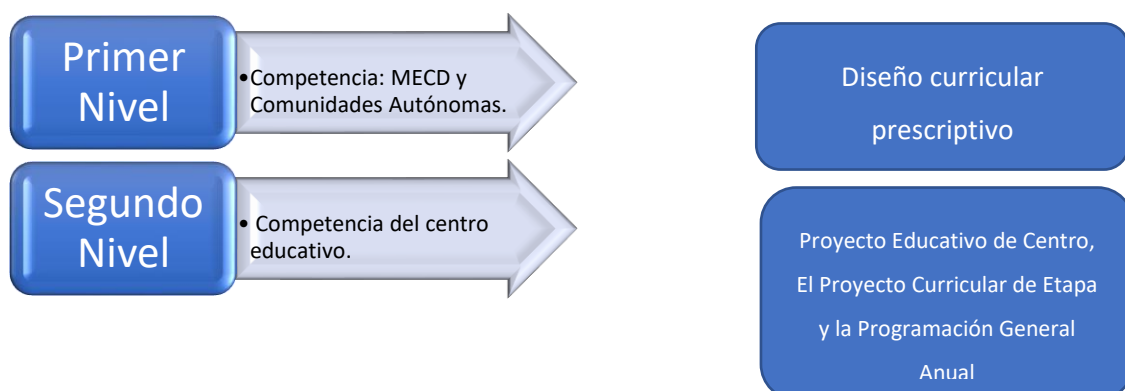 Primer
Nivel
•Competencia: MECD y
Comunidades Autónomas.
Diseño curricular
prescriptivo
Segundo
Nivel
• Competencia del centro
educativo.
Proyecto Educativo de Centro,
El Proyecto Curricular de Etapa
y la Programación General
Anual